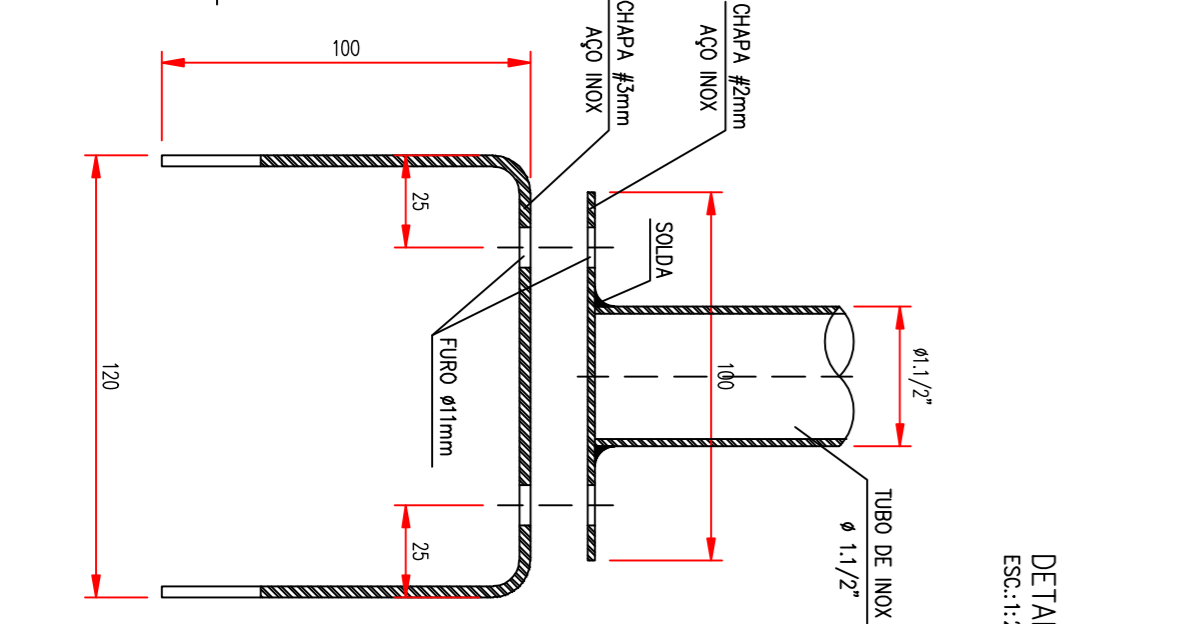 CHAPA #3mm
AÇO INOX
CHAPA #2mm
AÇO INOX
100
25
SOLDA
100
ø1.1/2"
FURO ø11mm
120
25
TUBO DE INOX
ø 1.1/2"
ESC.:1:2